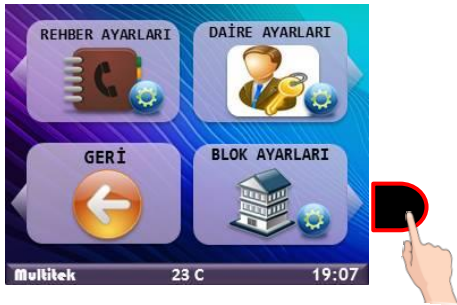 REHBER AYARLARI
DAİRE AYARLARI
GERİ
BLOK AYARLARI
Multitek 23 C 19:07